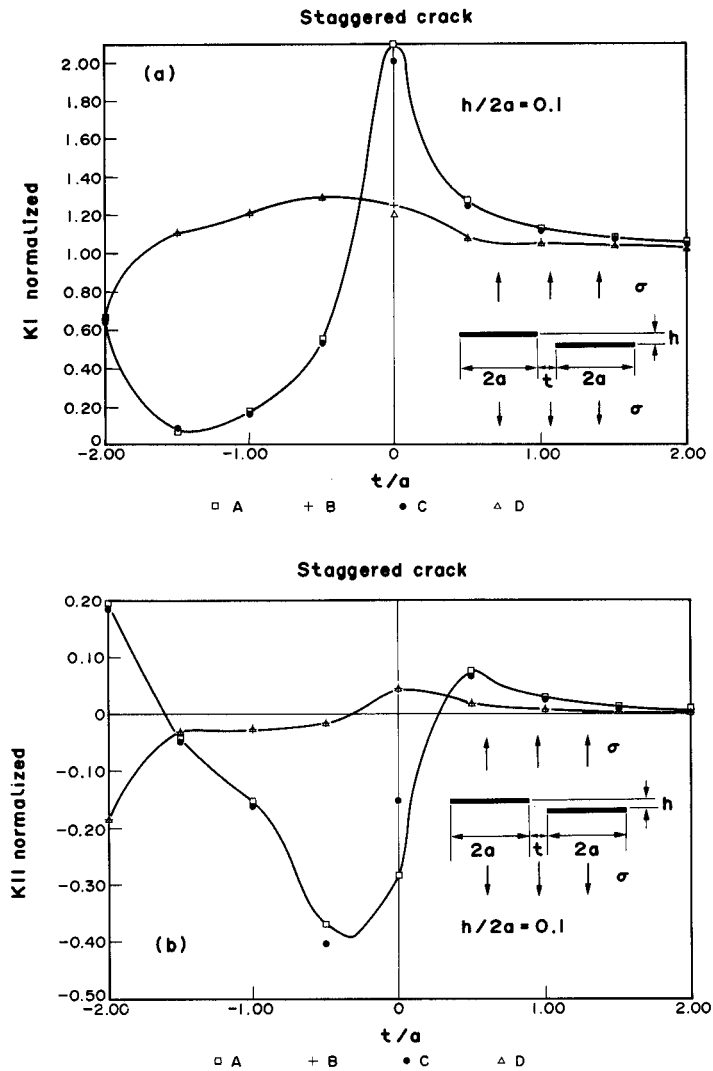 Staggered crack
(a)
h/2a = 0.1
2.00
1.80
1.60
1.40
1.20
1.00
0.80
0.60
0.40
0.20
0
KI normalized
σ
h
2a
t
2a
σ
-2.00
-1.00
0
1.00
2.00
t/a
A
B
C
D
Staggered crack
0.20
0.10
0
-0.10
-0.20
-0.30
-0.40
-0.50
KII normalized
σ
h
2a
t
2a
σ
(b)
h/2a = 0.1
-2.00
-1.00
0
1.00
2.00
t/a
A
B
C
D